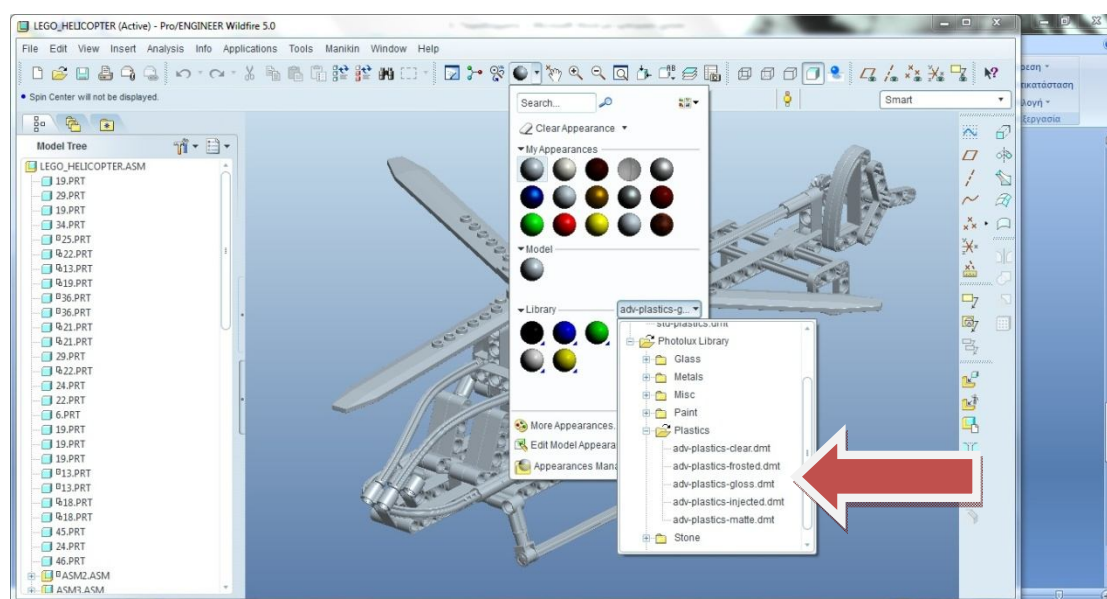 LEGO_HELICOPTER (Active) - Pro/ENGINEER Wildfire 5.0
File Edit View Insert Analysis Info Applications Tools Manikin Window Help
Spin Center will not be displayed.
Smart
Model Tree
LEGO_HELICOPTER.ASM
19.PRT
29.PRT
19.PRT
34.PRT
25.PRT
22.PRT
13.PRT
19.PRT
36.PRT
36.PRT
21.PRT
21.PRT
29.PRT
22.PRT
24.PRT
22.PRT
6.PRT
19.PRT
19.PRT
19.PRT
13.PRT
13.PRT
18.PRT
18.PRT
45.PRT
24.PRT
46.PRT
ASM2.ASM
ASM3.ASM
Search...
Clear Appearance
My Appearances
Model
Library
adv-plastics-g...
More Appearances.
Edit Model Appeara
Appearances Mana
std-plastics.dmt
Photolux Library
Glass
Metals
Misc
Paint
Plastics
adv-plastics-clear.dmt
adv-plastics-frosted.dmt
adv-plastics-gloss.dmt
adv-plastics-injected.dmt
adv-plastics-matte.dmt
Stone
ρεση
τικατάσταση
λογή
ξεργασία